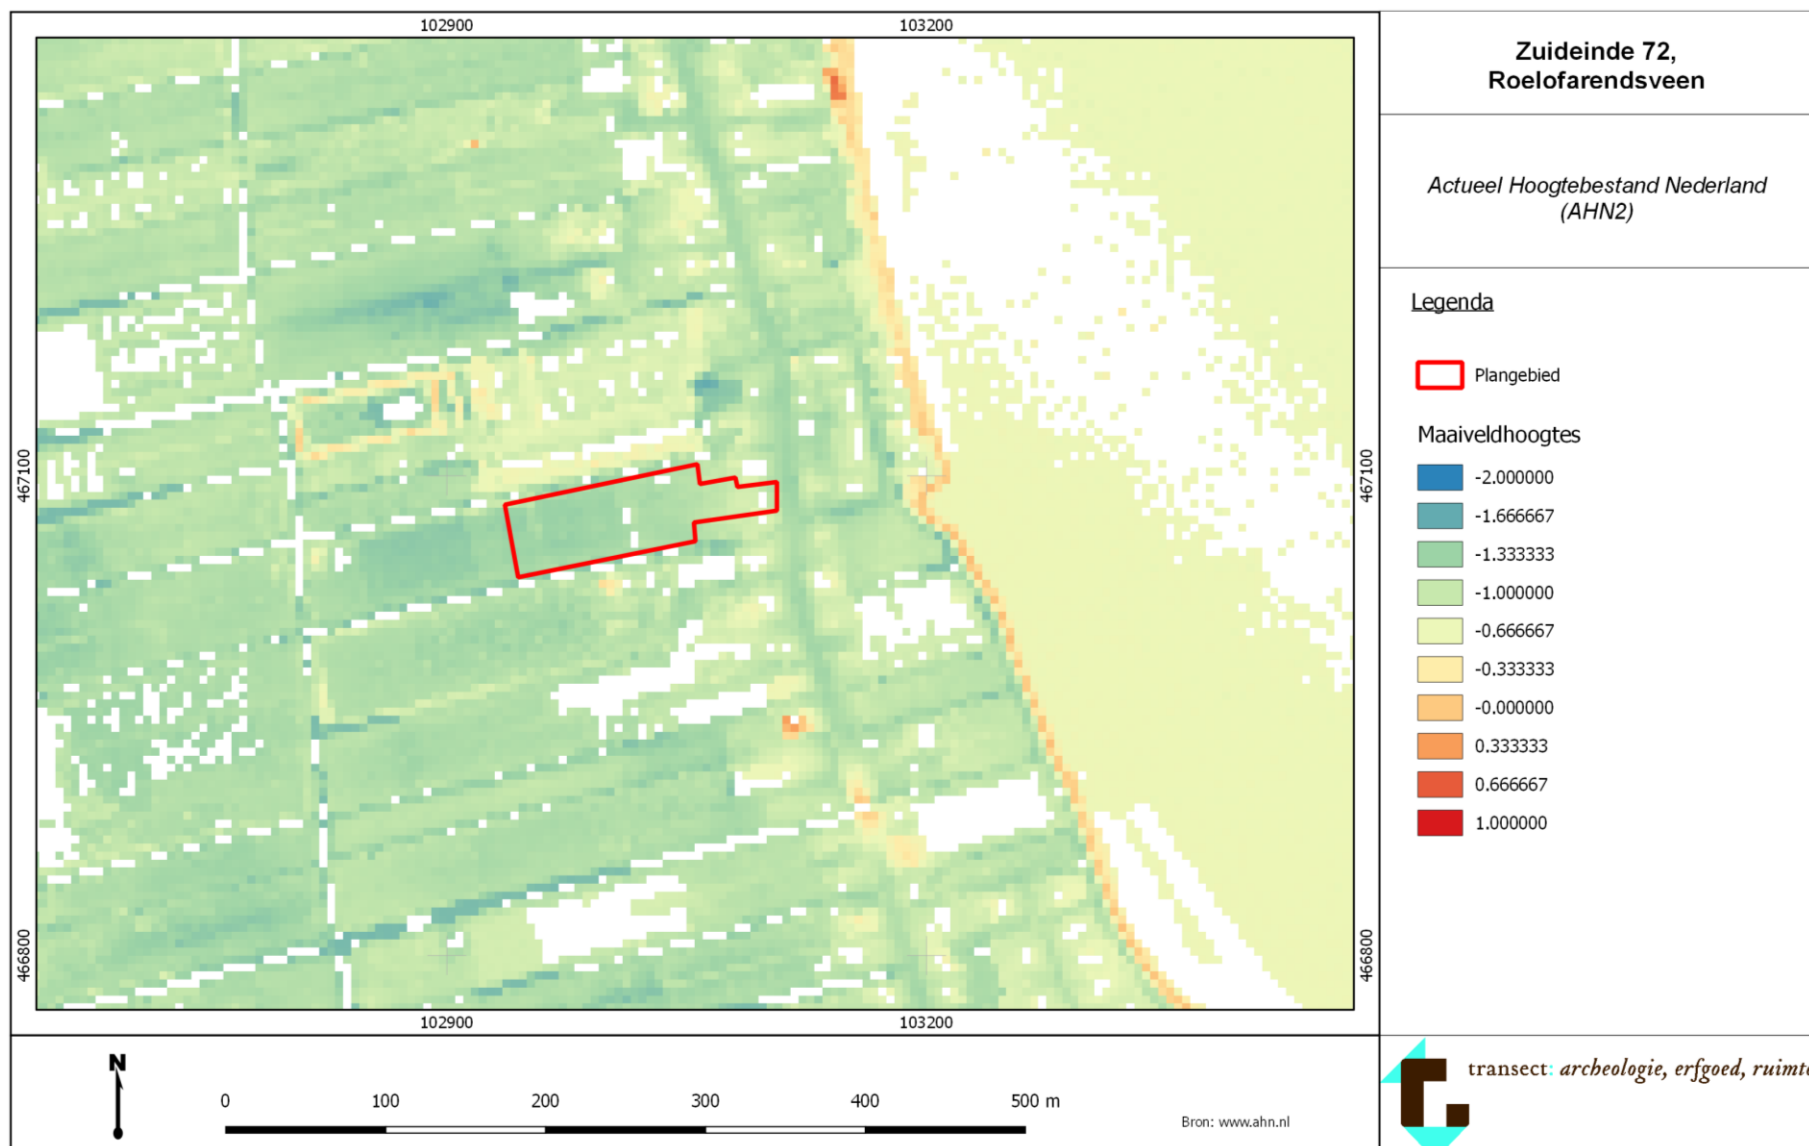 102900
103200
467100
467100
466800
466800
102900
103200
N
0
100
200
300
400
500 m
Bron: www.ahn.nl
Zuideinde 72,
Roelofarendsveen
Actueel Hoogtebestand Nederland
(AHN2)
Legenda
Plangebied
Maaiveldhoogtes
-2.000000
-1.666667
-1.333333
-1.000000
-0.666667
-0.333333
-0.000000
0.333333
0.666667
1.000000
transect: archeologie, erfgoed, ruimte